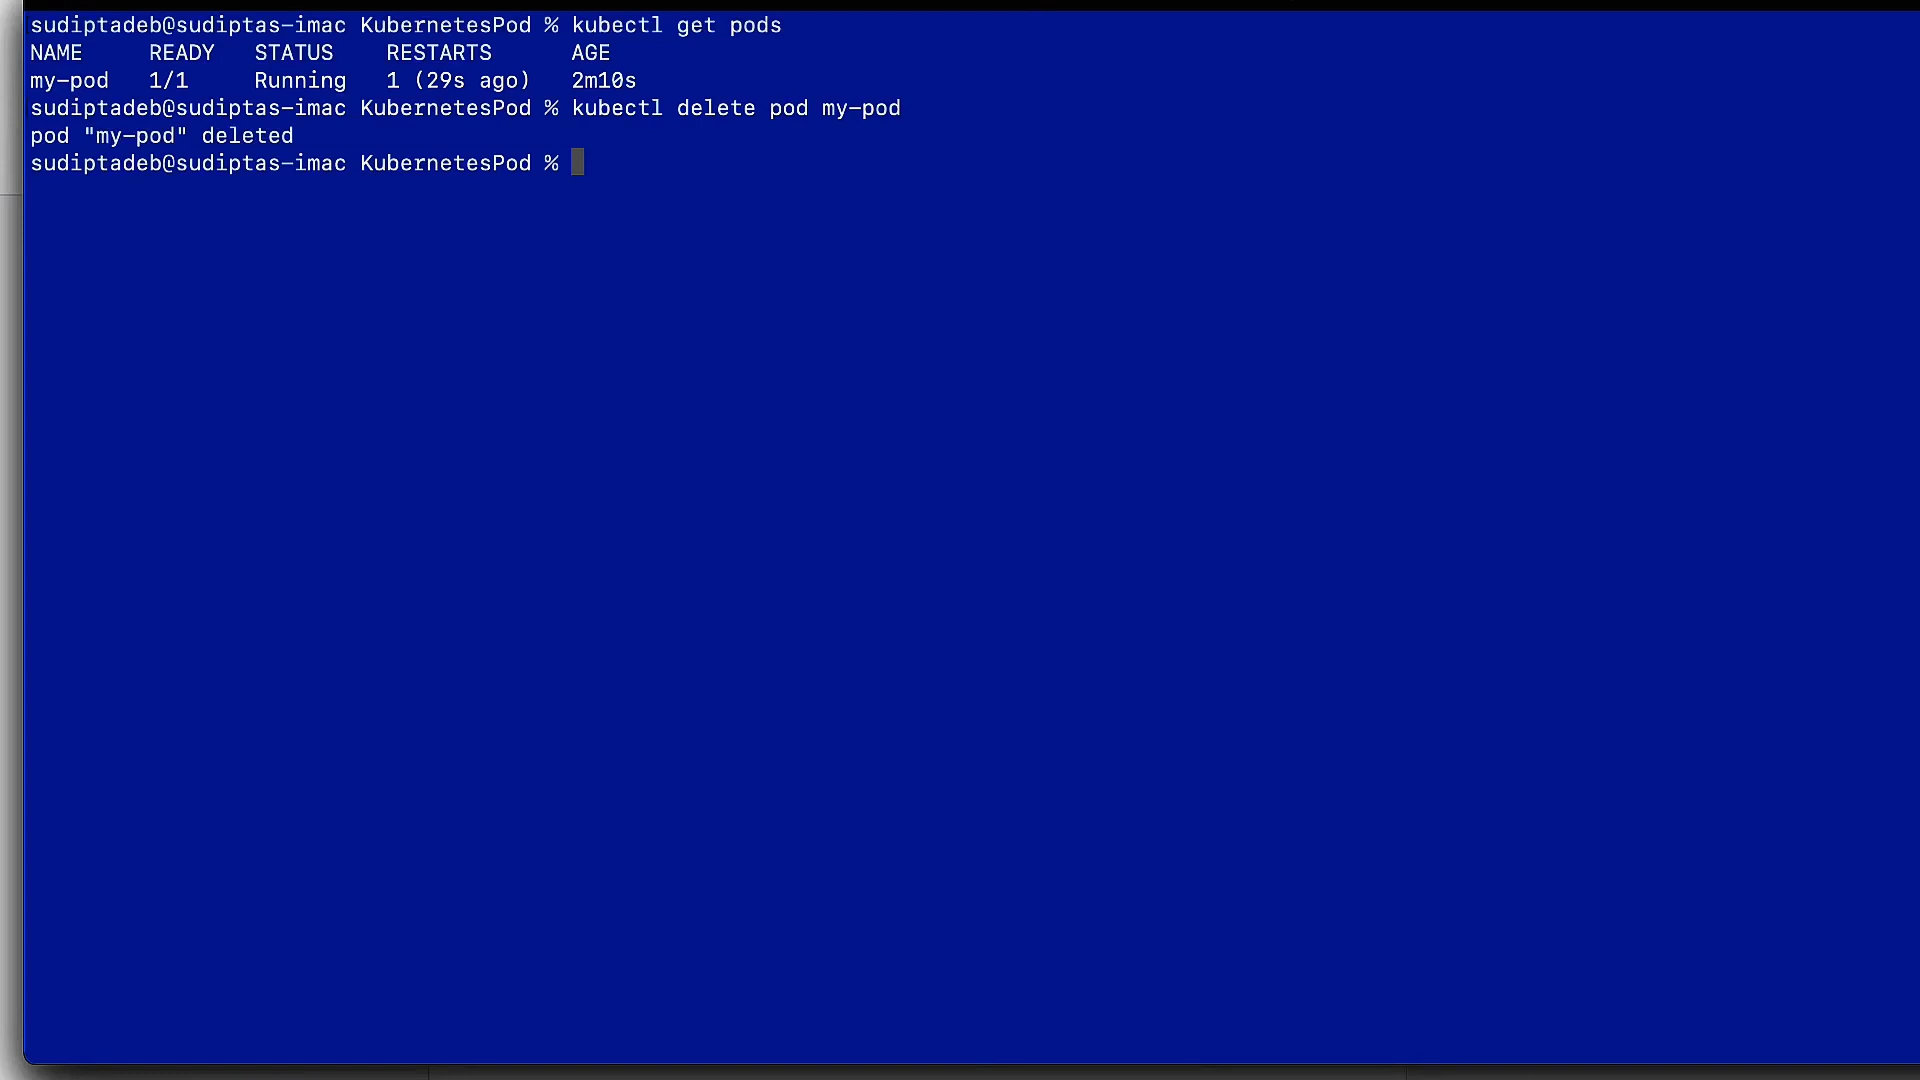 sudiptadeb@sudiptas-imac KubernetesPod % kubectl get pods
NAME     READY   STATUS    RESTARTS      AGE
my-pod   1/1     Running   1 (29s ago)   2m10s
sudiptadeb@sudiptas-imac KubernetesPod % kubectl delete pod my-pod
pod "my-pod" deleted
sudiptadeb@sudiptas-imac KubernetesPod %